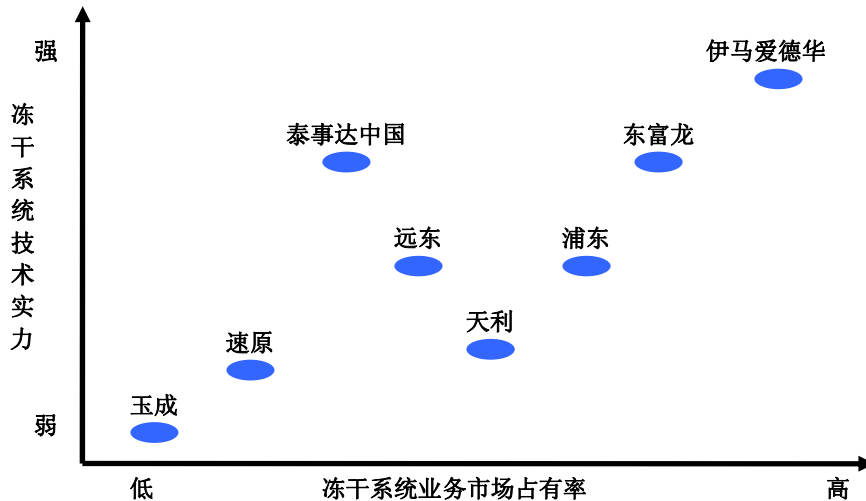 强
伊马爱德华
冻干系统技术实力
泰事达中国
东富龙
远东
浦东
天利
速原
玉成
弱
低
冻干系统业务市场占有率
高